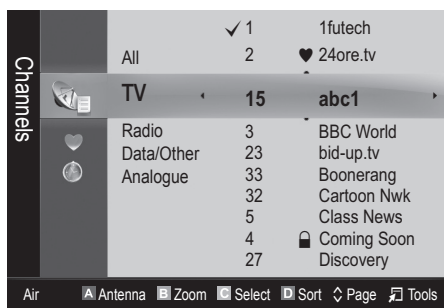 Channels
✓ 1 1futech
All 2 ♥ 24ore.tv
TV 15 abc1
Radio 3 BBC World
Data/Other 23 bid-up.tv
Analogue 33 Boonerang
32 Cartoon Nwk
5 Class News
4 Coming Soon
27 Discovery
Air A Antenna B Zoom C Select D Sort Page Tools